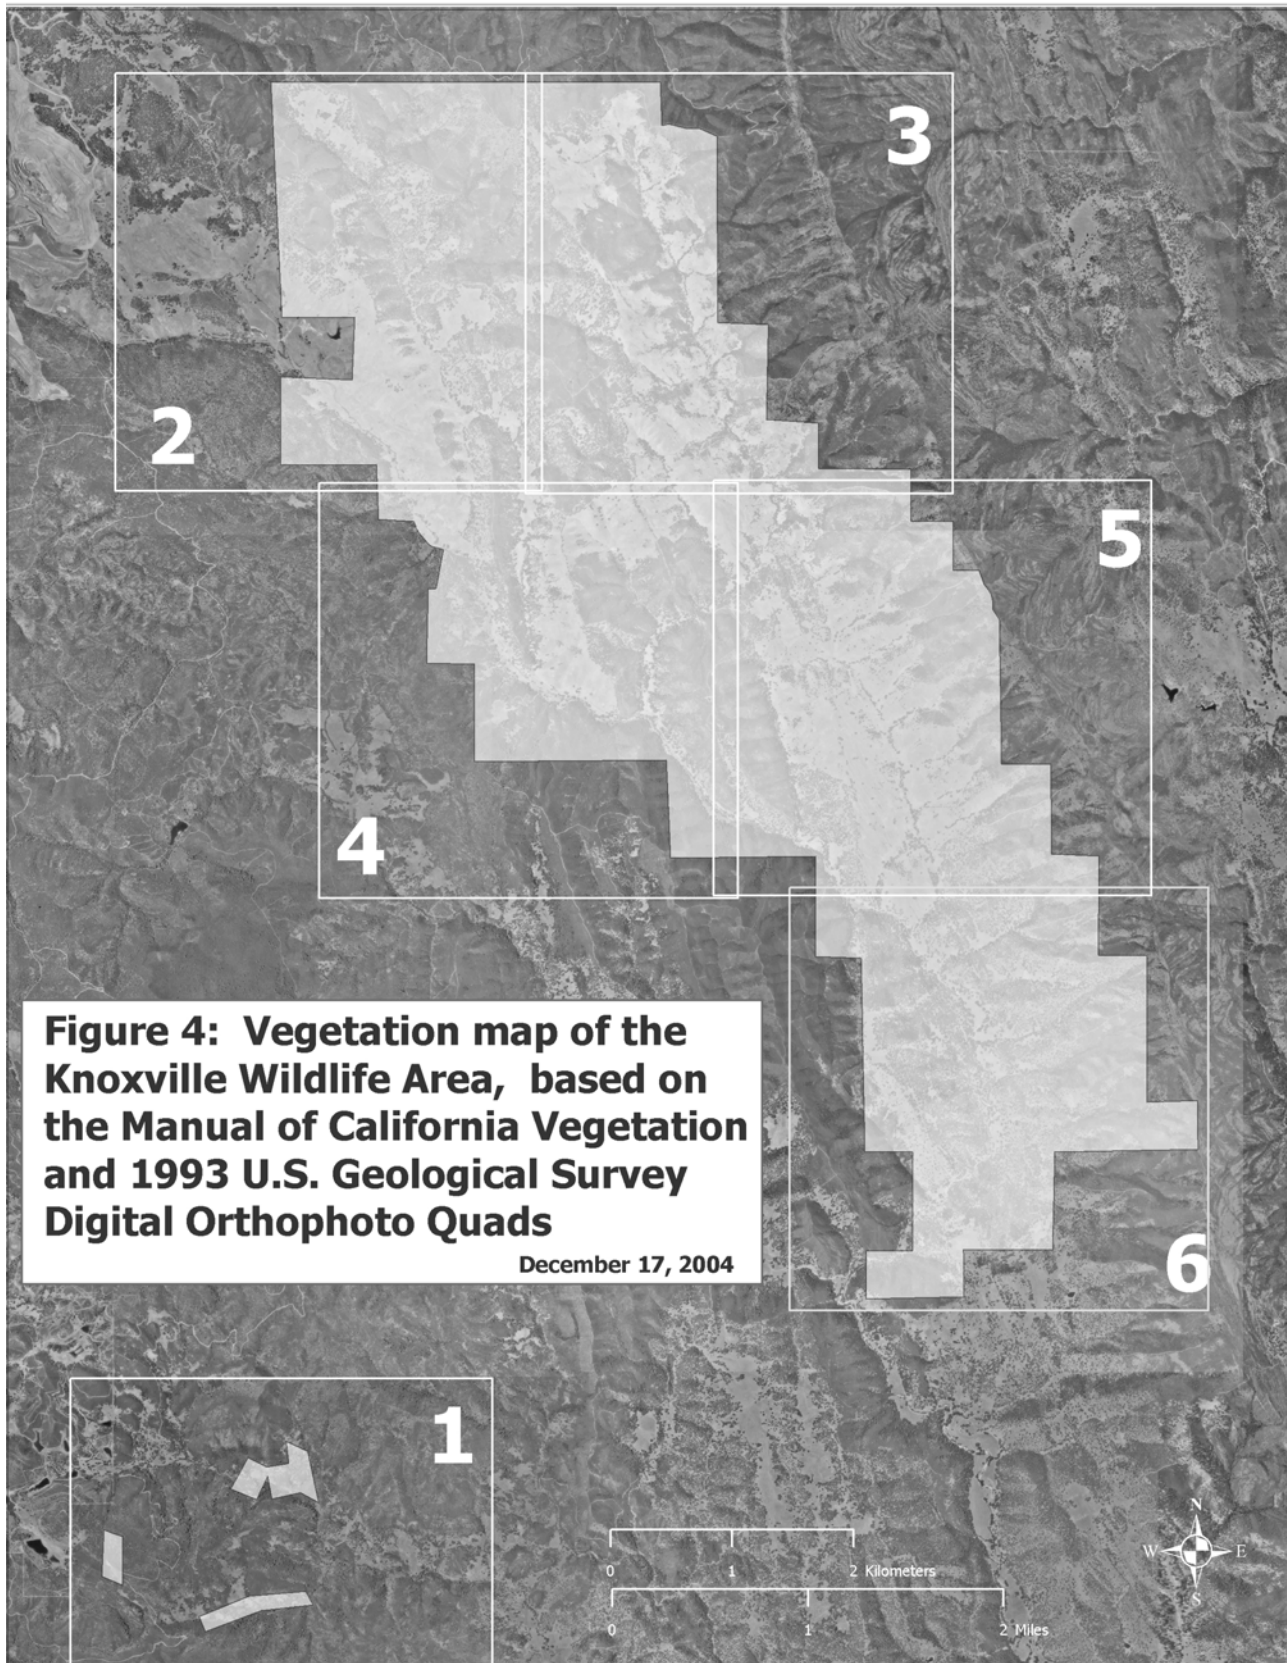 3
2
5
4
Figure 4: Vegetation map of the
Knoxville Wildlife Area, based on
the Manual of California Vegetation
and 1993 U.S. Geological Survey
Digital Orthophoto Quads
December 17, 2004
6
1
N
W E
S
0 1 2 Kilometers
0 1 2 Miles